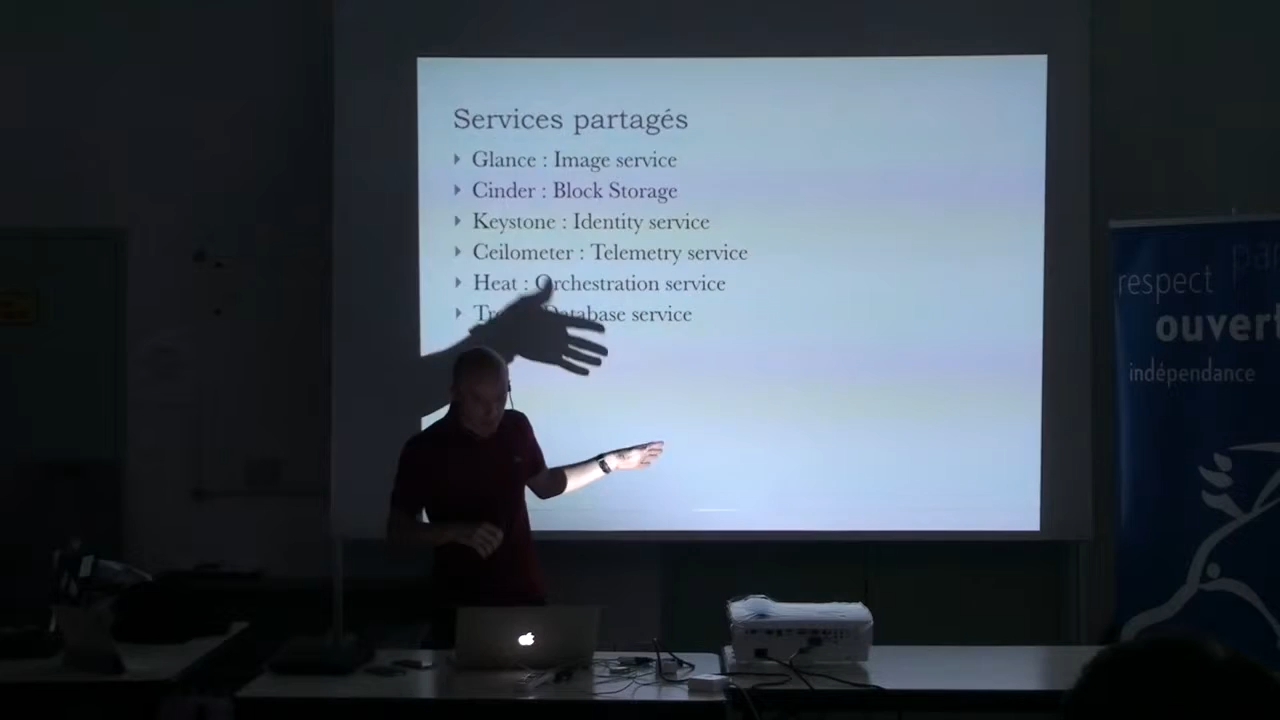 Services partagés
Glance : Image service
Cinder : Block Storage
Keystone : Identity service
Ceilometer : Telemetry service
Heat : Orchestration service
Database service
respect
ouvert
indépendance